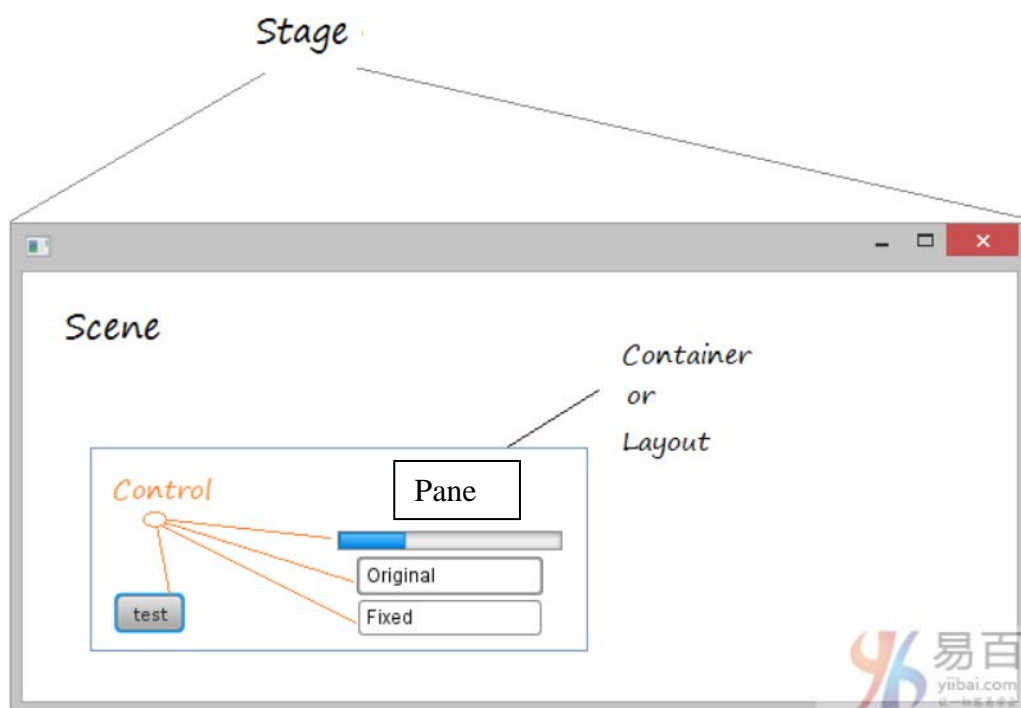 Stage
Scene
Container
or
Layout
Control
Pane
Original
test
Fixed
易百
yiibai.com